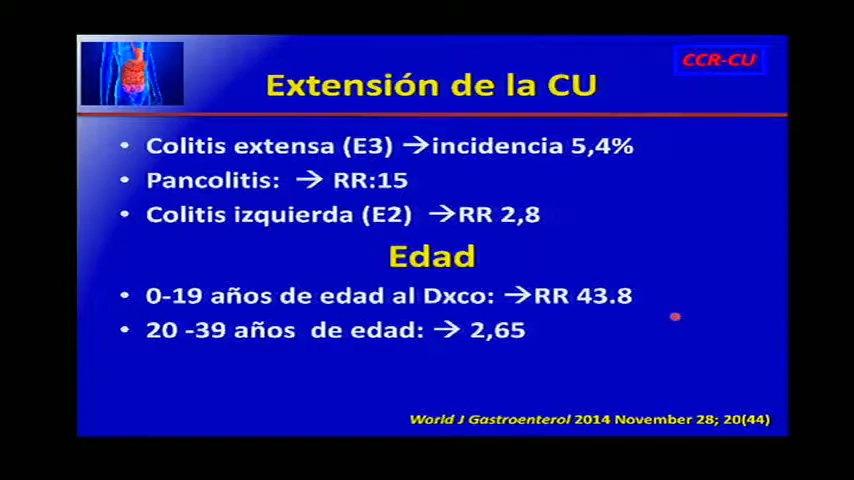 CCR-CU
Extensión de la CU
• Colitis extensa (E3) →incidencia 5,4%
• Pancolitis: → RR:15
• Colitis izquierda (E2) →RR 2,8
Edad
• 0-19 años de edad al Dxco: →RR 43.8
• 20 -39 años de edad: → 2,65
World J Gastroenterol 2014 November 28; 20(44)